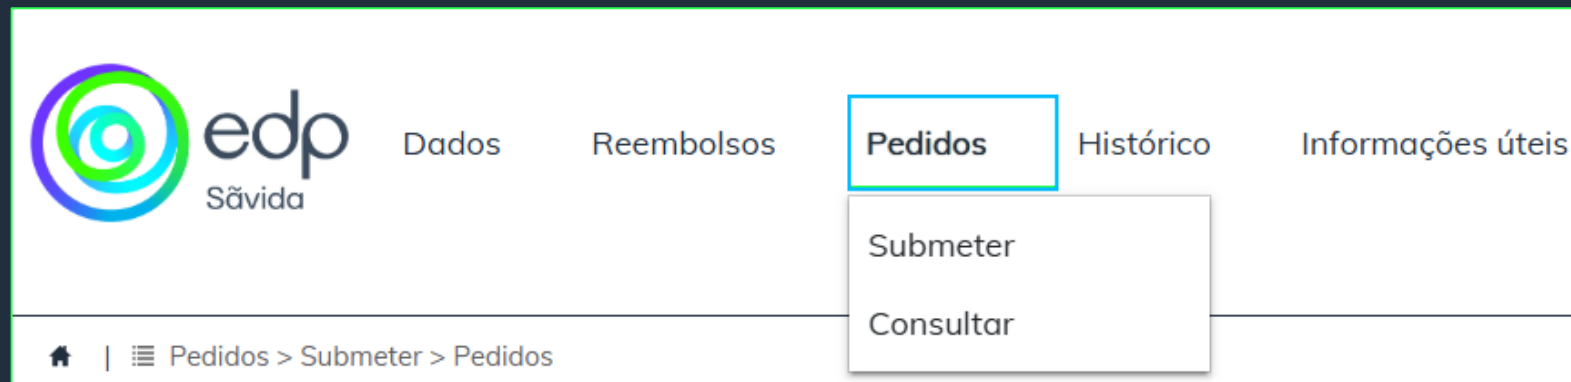 edp
Sãvida
Dados Reembolsos Pedidos Histórico Informações úteis
Submeter
Consultar
| Pedidos > Submeter > Pedidos